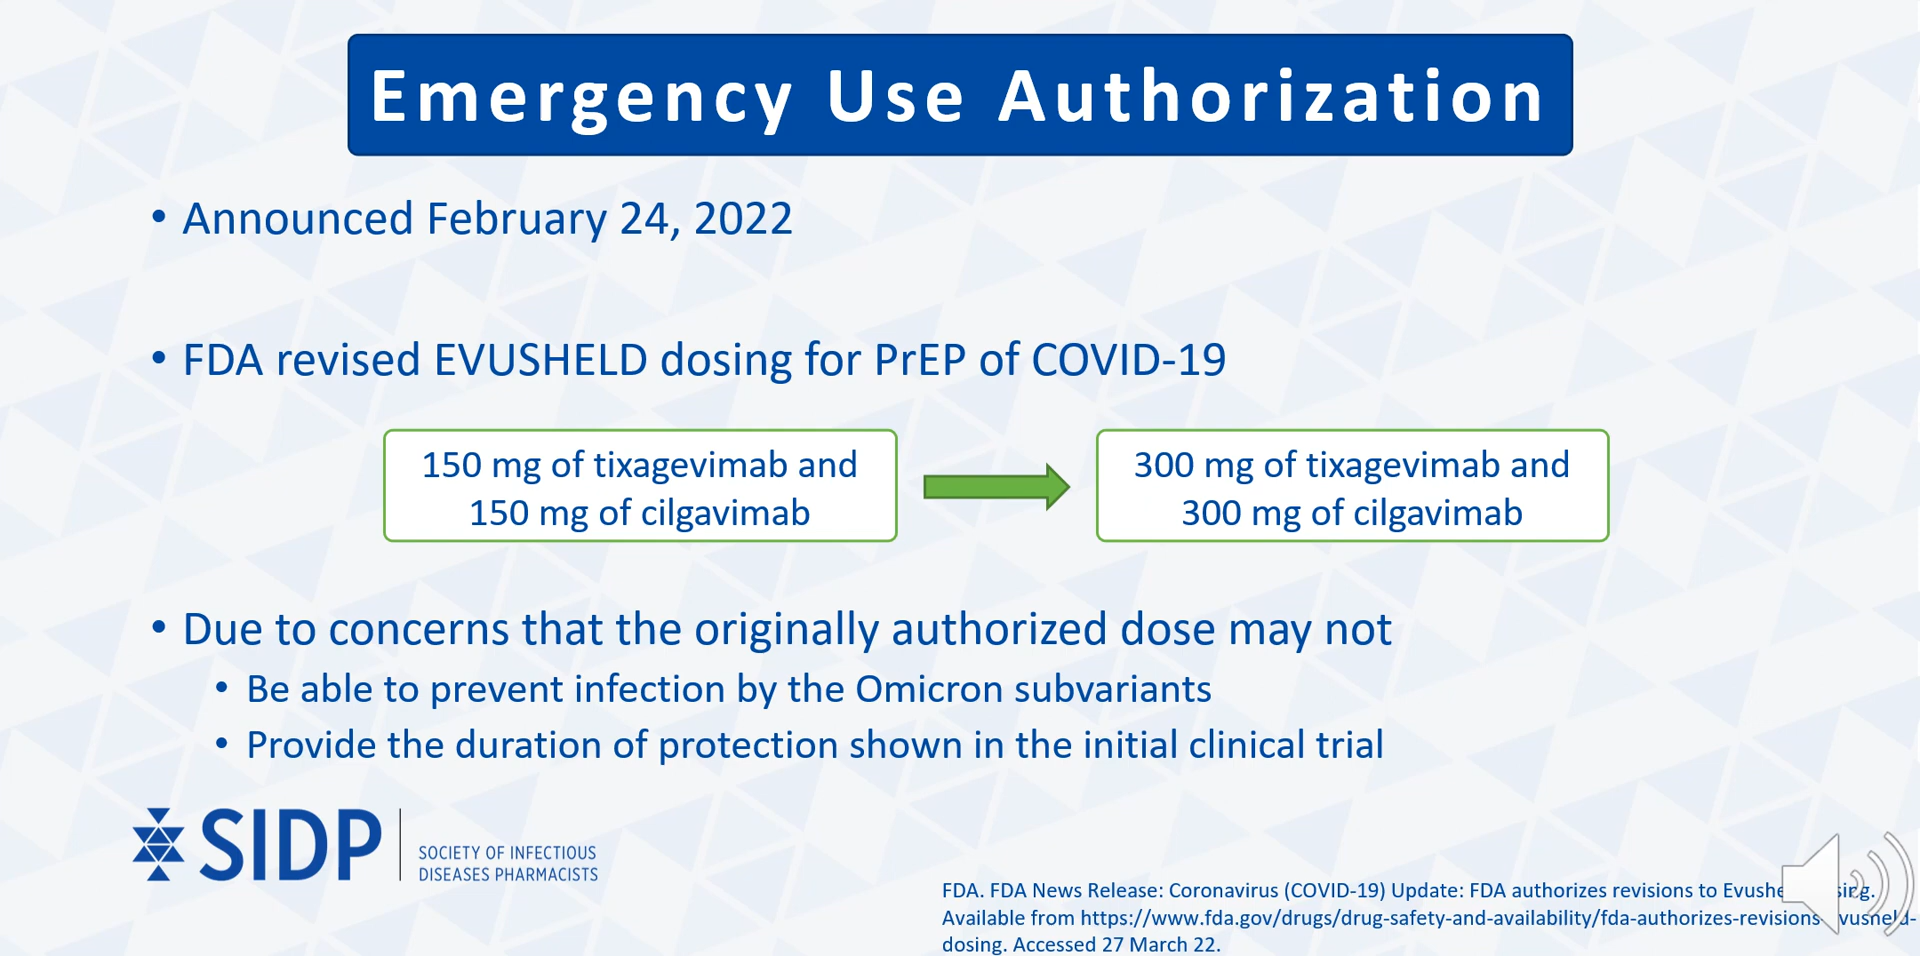 Emergency Use Authorization
• Announced February 24, 2022
• FDA revised EVUSHELD dosing for PrEP of COVID-19
150 mg of tixagevimab and
150 mg of cilgavimab
300 mg of tixagevimab and
300 mg of cilgavimab
• Due to concerns that the originally authorized dose may not
• Be able to prevent infection by the Omicron subvariants
• Provide the duration of protection shown in the initial clinical trial
SIDP
SOCIETY OF INFECTIOUS
DISEASES PHARMACISTS
FDA. FDA News Release: Coronavirus (COVID-19) Update: FDA authorizes revisions to
Available from https://www.fda.gov/drugs/drug-safety-and-availability/fda-authorizes-revisions-
dosing. Accessed 27 March 22.